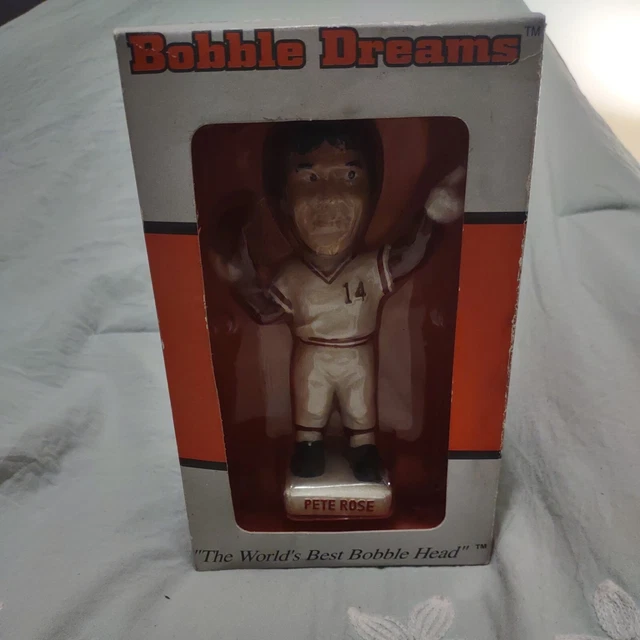 Bobble Dreams™
14
PETE ROSE
"The World's Best Bobble Head" ™